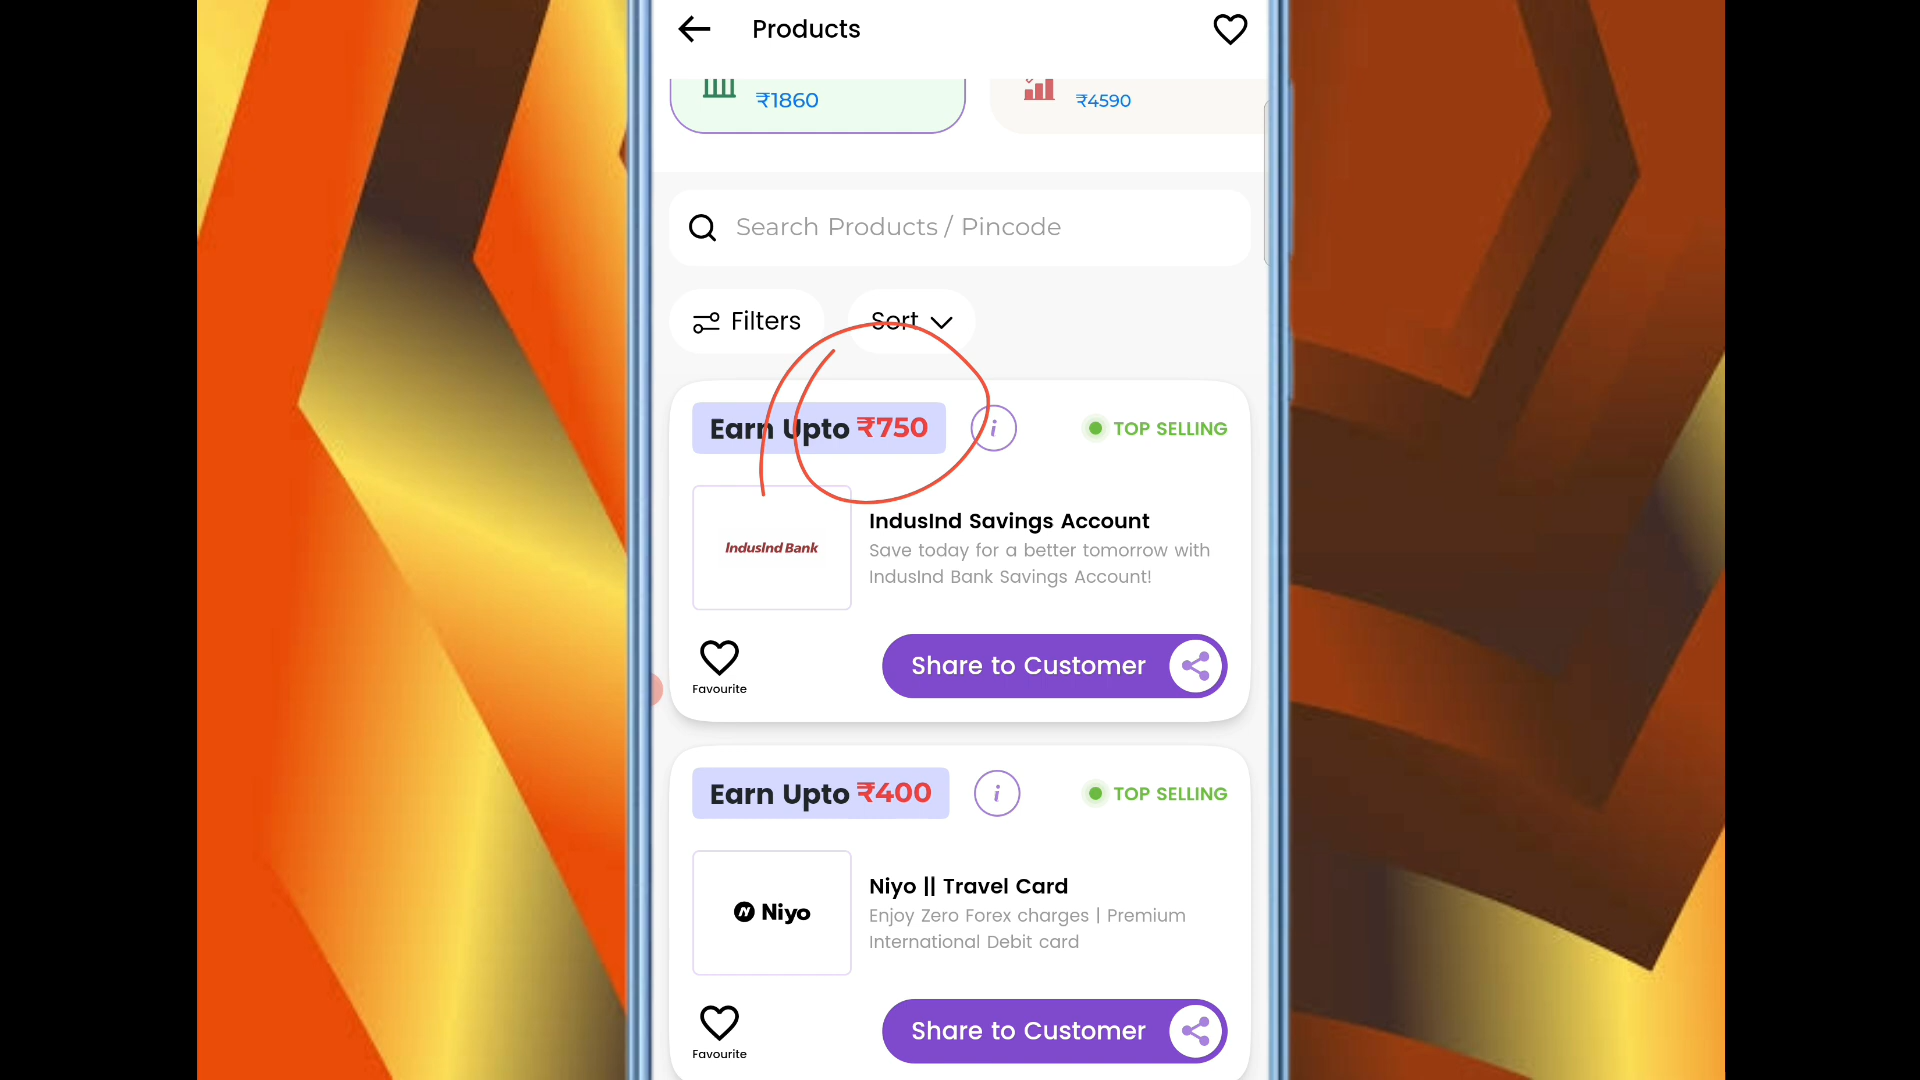 Products
₹1860
₹4590
Search Products / Pincode
Filters
Sort
Earn Upto ₹750
i
TOP SELLING
IndusInd Bank
IndusInd Savings Account
Save today for a better tomorrow with
IndusInd Bank Savings Account!
Favourite
Share to Customer
Earn Upto ₹400
i
TOP SELLING
Niyo
Niyo || Travel Card
Enjoy Zero Forex charges | Premium
International Debit card
Favourite
Share to Customer